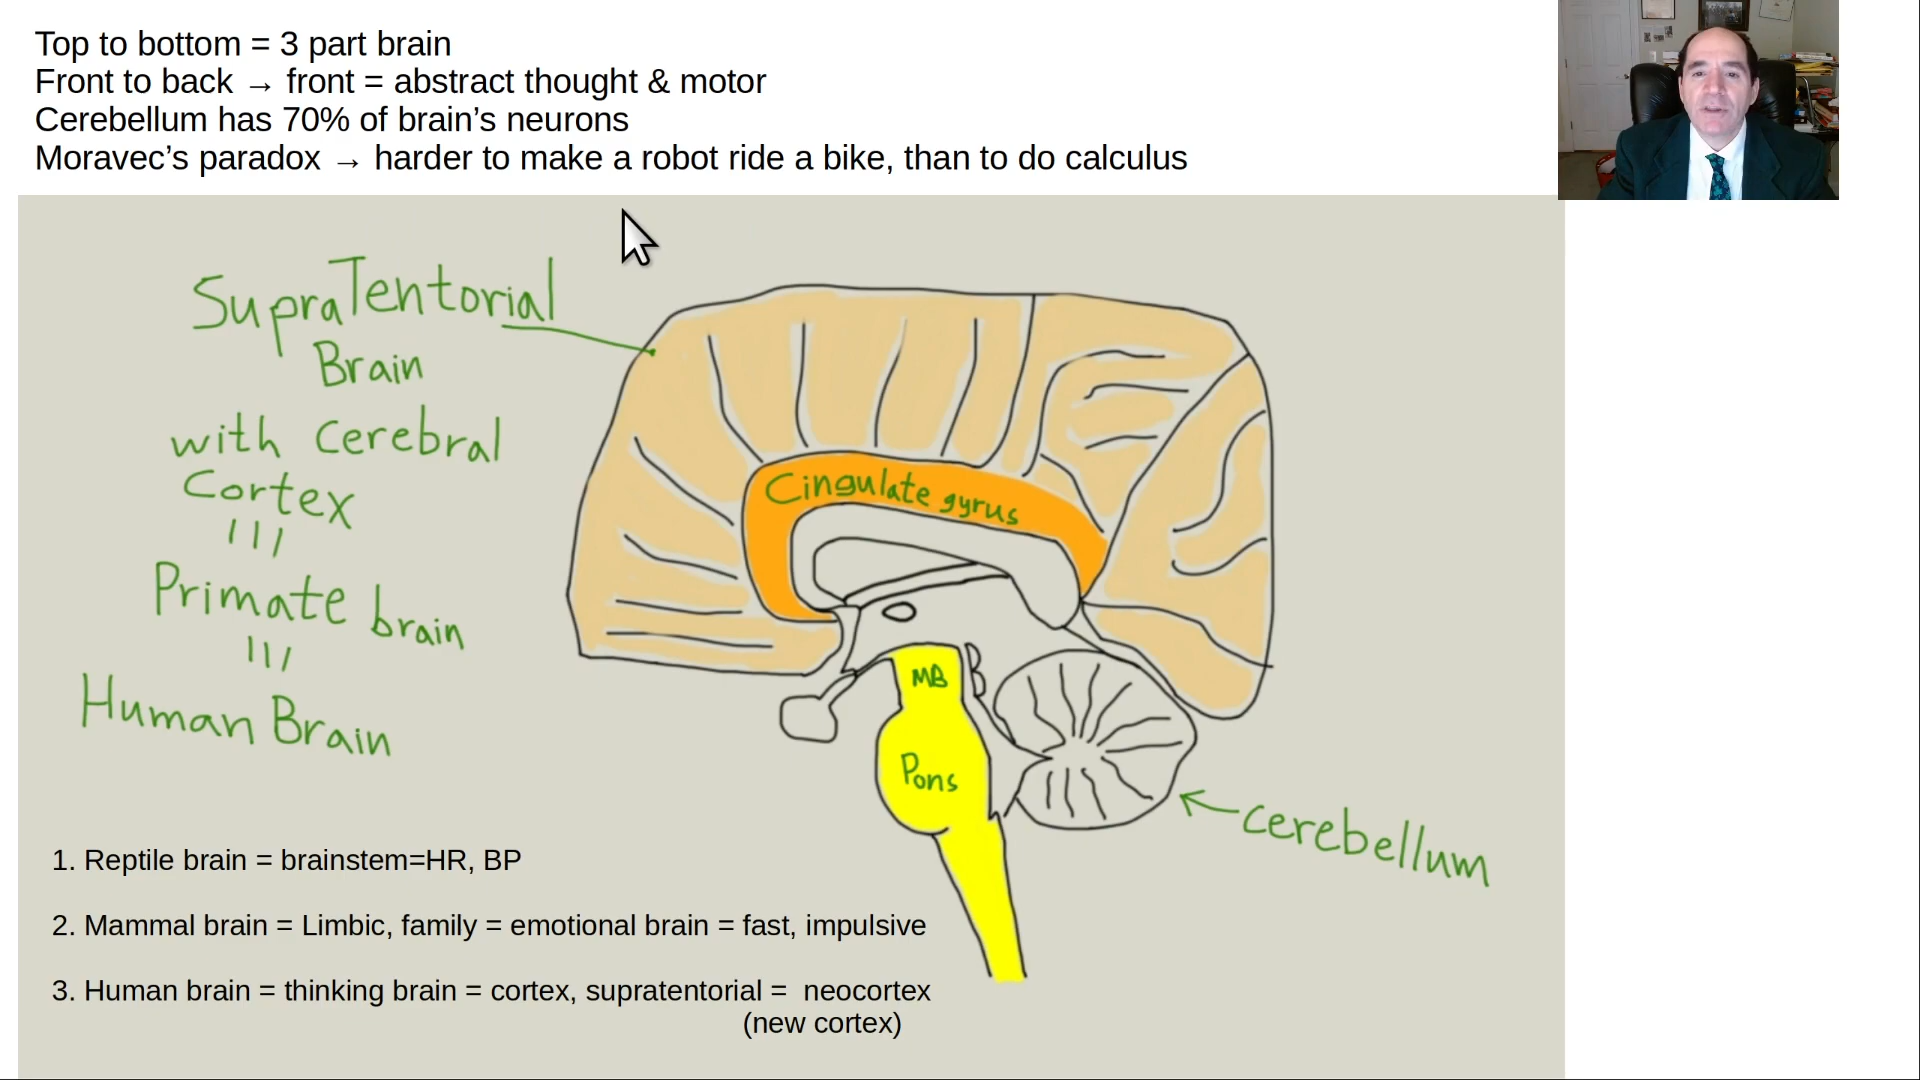 Top to bottom = 3 part brain
Front to back → front = abstract thought & motor
Cerebellum has 70% of brain’s neurons
Moravec’s paradox → harder to make a robot ride a bike, than to do calculus
SupraTentorial
Brain
with Cerebral
Cortex
Primate brain
Human Brain
Cingulate gyrus
MB
Pons
cerebellum
1. Reptile brain = brainstem=HR, BP
2. Mammal brain = Limbic, family = emotional brain = fast, impulsive
3. Human brain = thinking brain = cortex, supratentorial = neocortex
(new cortex)